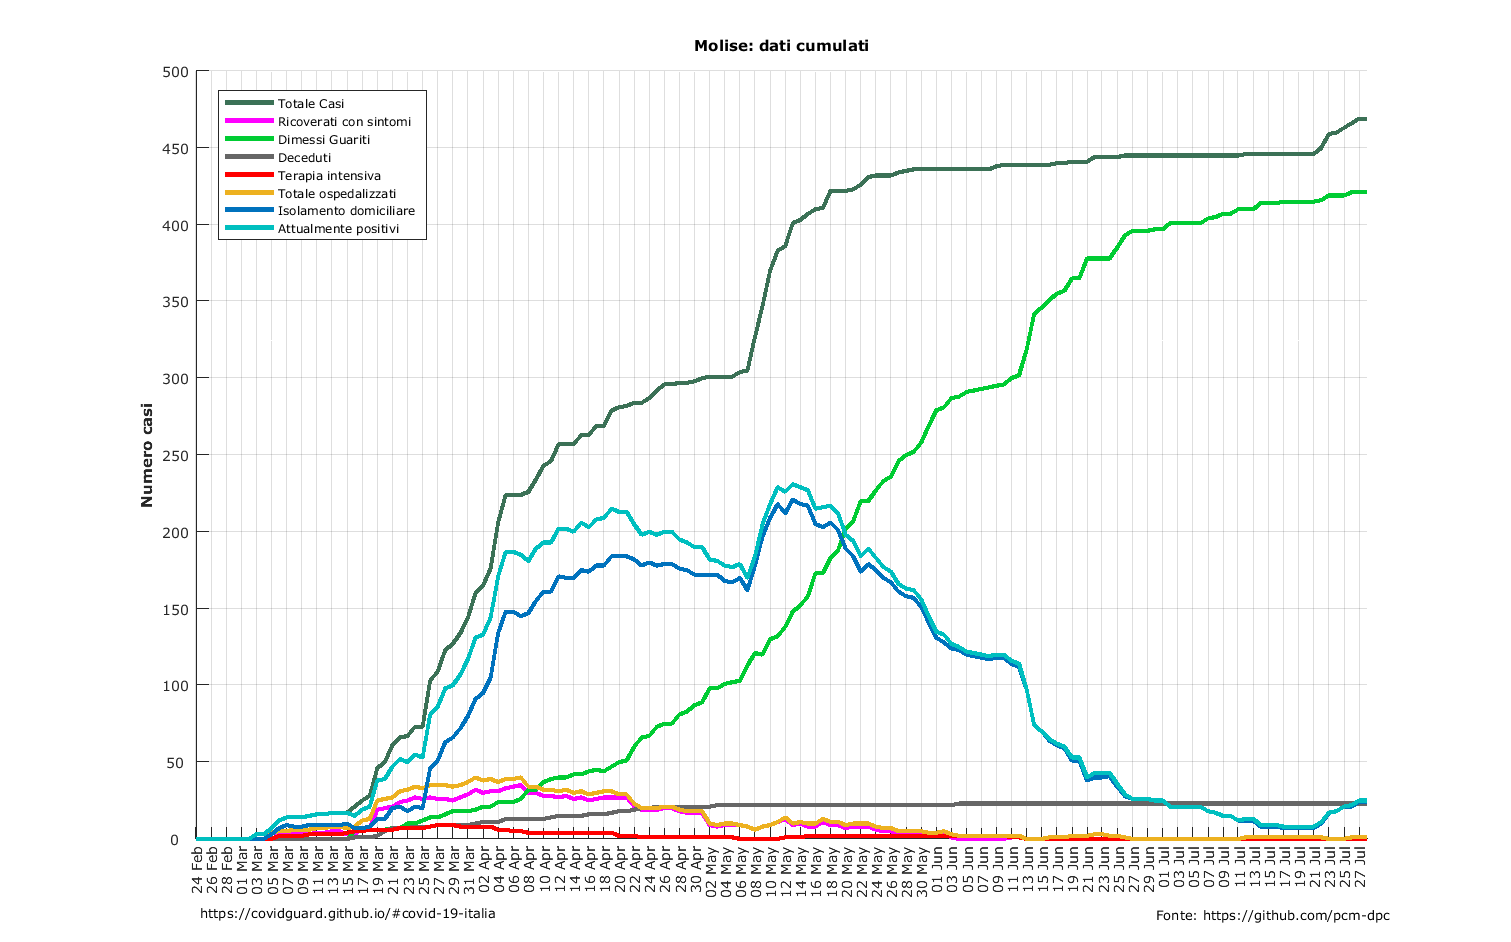 Molise: dati cumulati
Numero casi
500
450
400
350
300
250
200
150
100
50
0
Totale Casi
Ricoverati con sintomi
Dimessi Guariti
Deceduti
Terapia intensiva
Totale ospedalizzati
Isolamento domiciliare
Attualmente positivi
24 Feb
26 Feb
28 Feb
01 Mar
03 Mar
05 Mar
07 Mar
09 Mar
11 Mar
13 Mar
15 Mar
17 Mar
19 Mar
21 Mar
23 Mar
25 Mar
27 Mar
29 Mar
31 Mar
02 Apr
04 Apr
06 Apr
08 Apr
10 Apr
12 Apr
14 Apr
16 Apr
18 Apr
20 Apr
22 Apr
24 Apr
26 Apr
28 Apr
30 Apr
02 May
04 May
06 May
08 May
10 May
12 May
14 May
16 May
18 May
20 May
22 May
24 May
26 May
28 May
30 May
01 Jun
03 Jun
05 Jun
07 Jun
09 Jun
11 Jun
13 Jun
15 Jun
17 Jun
19 Jun
21 Jun
23 Jun
25 Jun
27 Jun
29 Jun
01 Jul
03 Jul
05 Jul
07 Jul
09 Jul
11 Jul
13 Jul
15 Jul
17 Jul
19 Jul
21 Jul
23 Jul
25 Jul
27 Jul
https://covidguard.github.io/#covid-19-italia
Fonte: https://github.com/pcm-dpc